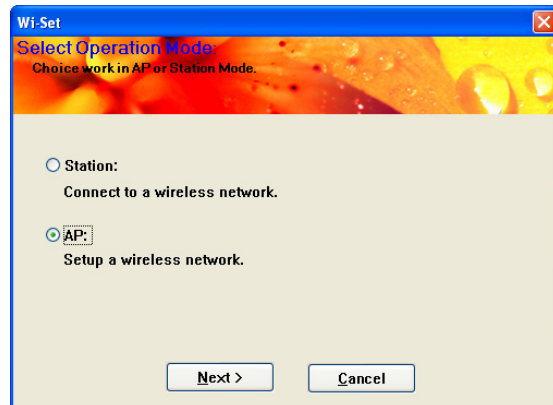 Wi-Set
Select Operation Mode:
Choice work in AP or Station Mode.
Station:
Connect to a wireless network.
AP:
Setup a wireless network.
Next >
Cancel